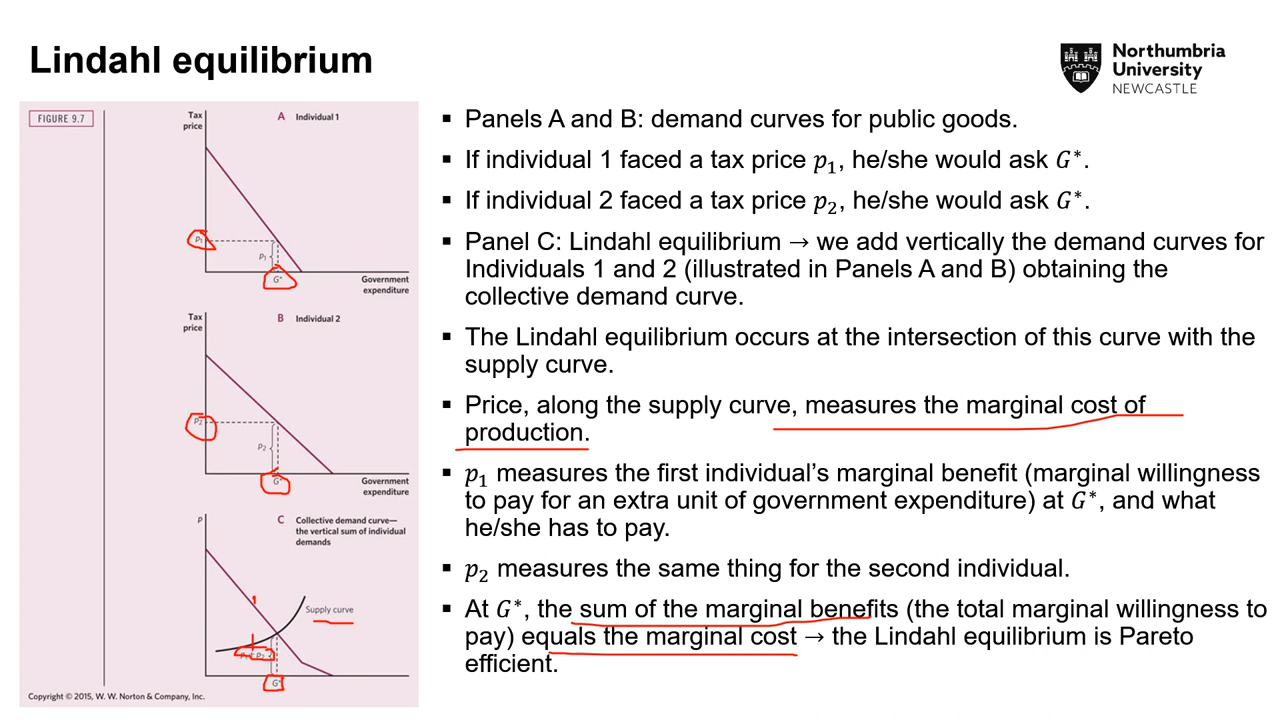 Lindahl equilibrium
Northumbria
University
NEWCASTLE
FIGURE 9.7
Tax
price
A Individual 1
p₁
p₁
G*
Government
expenditure
Tax
price
B Individual 2
p₂
p₂
G*
Government
expenditure
p
C Collective demand curve—
the vertical sum of individual
demands
Supply curve
G*
Copyright © 2015, W. W. Norton & Company, Inc.
▪ Panels A and B: demand curves for public goods.
▪ If individual 1 faced a tax price p₁, he/she would ask G*.
▪ If individual 2 faced a tax price p₂, he/she would ask G*.
▪ Panel C: Lindahl equilibrium → we add vertically the demand curves for
Individuals 1 and 2 (illustrated in Panels A and B) obtaining the
collective demand curve.
▪ The Lindahl equilibrium occurs at the intersection of this curve with the
supply curve.
▪ Price, along the supply curve, measures the marginal cost of
production.
▪ p₁ measures the first individual’s marginal benefit (marginal willingness
to pay for an extra unit of government expenditure) at G*, and what
he/she has to pay.
▪ p₂ measures the same thing for the second individual.
▪ At G*, the sum of the marginal benefits (the total marginal willingness to
pay) equals the marginal cost → the Lindahl equilibrium is Pareto
efficient.